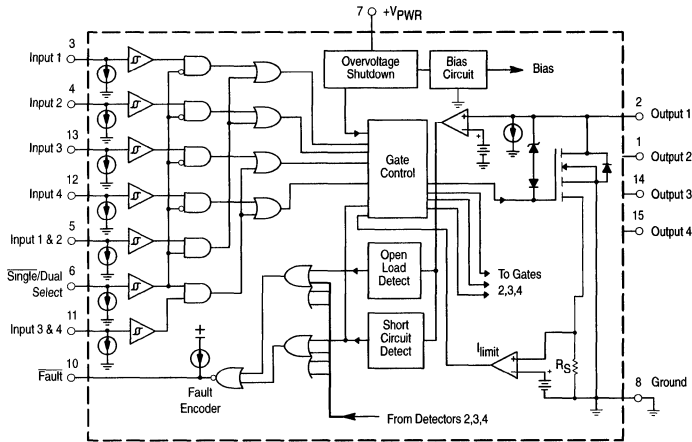 7 +VPWR
3
Input 1
4
Input 2
13
Input 3
12
Input 4
5
Input 1 & 2
6
Single/Dual
Select
11
Input 3 & 4
10
Fault
Overvoltage
Shutdown
Bias
Circuit
Bias
Gate
Control
+
2
Output 1
+
1
Output 2
14
Output 3
15
Output 4
Open
Load
Detect
To Gates
2,3,4
Short
Circuit
Detect
+
Fault
Encoder
Ilimit
+
–
+
RS
8 Ground
From Detectors 2,3,4